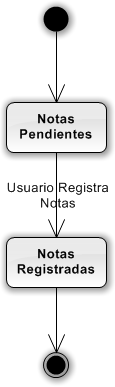 Notas
Pendientes
Usuario Registra
Notas
Notas
Registradas